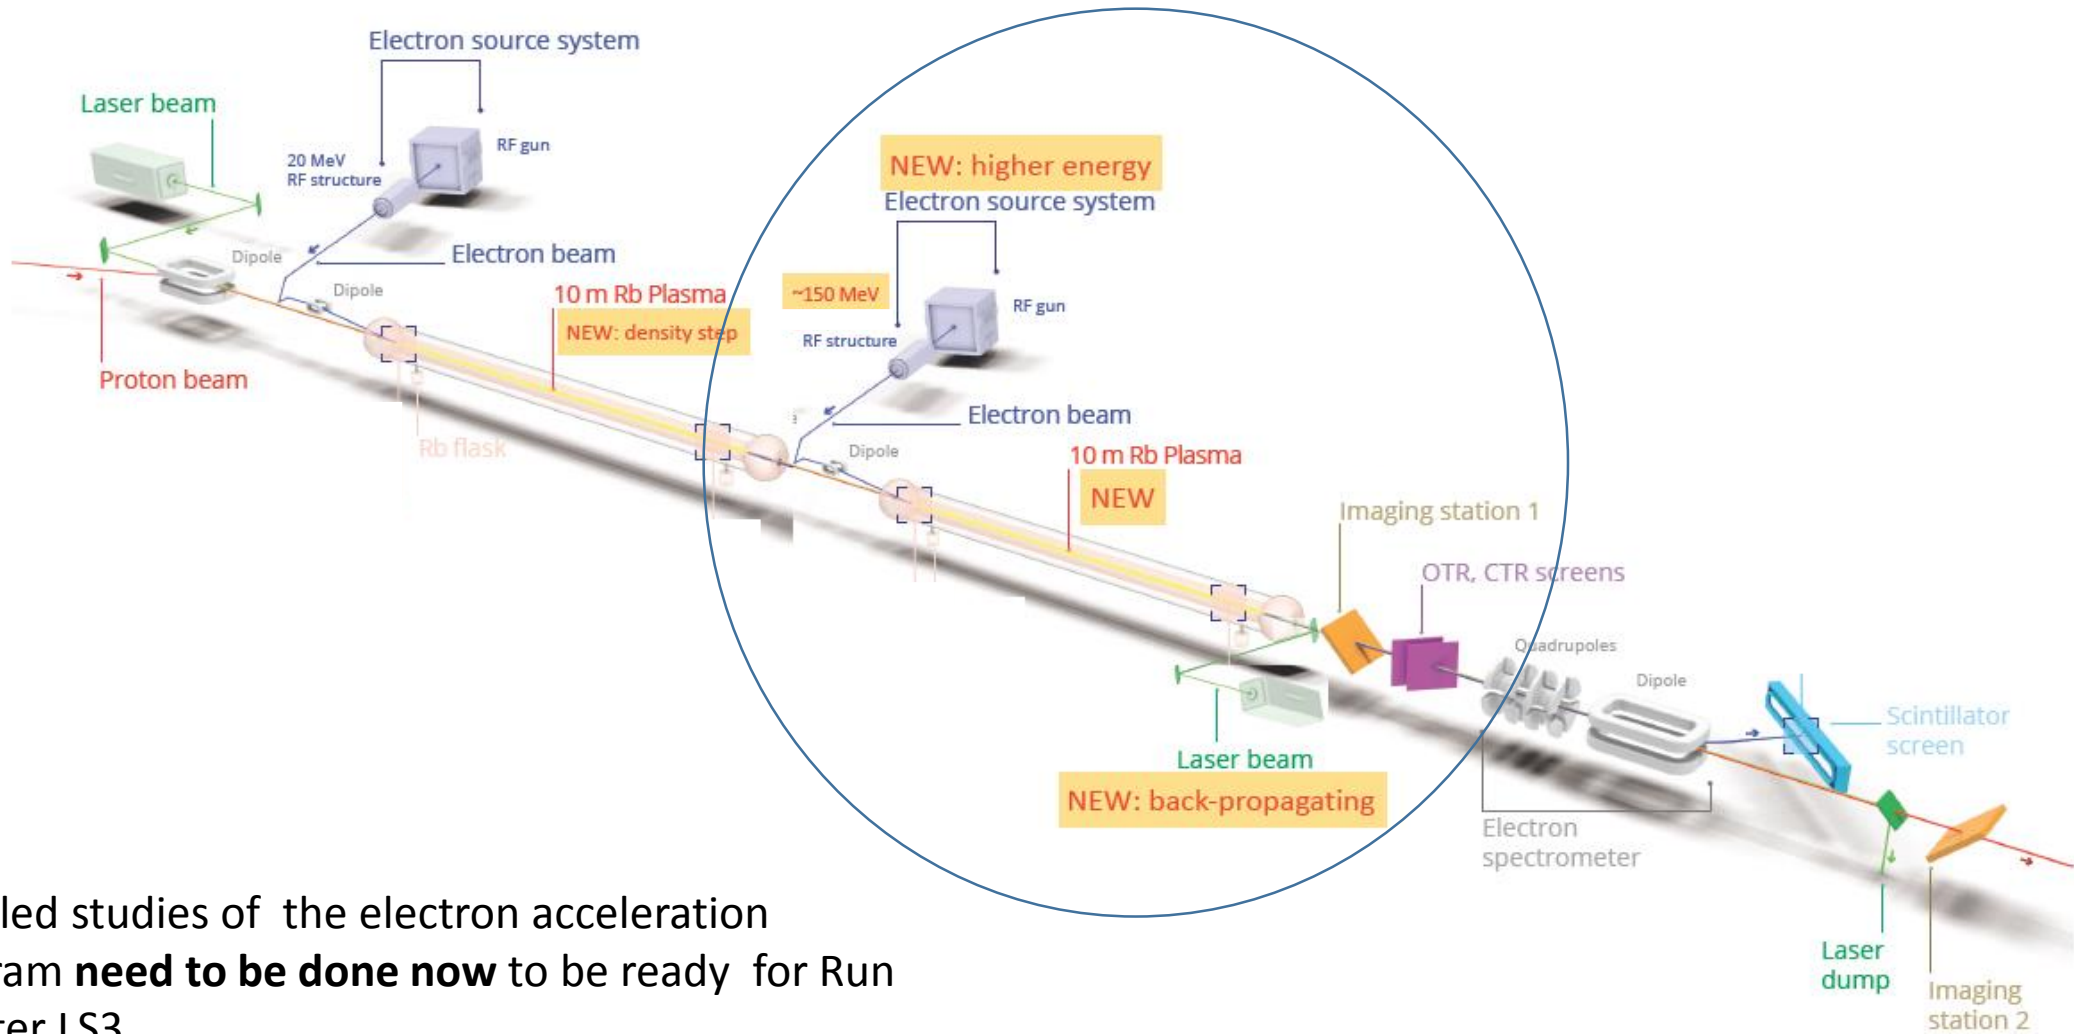 Electron source system
Laser beam
RF gun
20 MeV
RF structure
NEW: higher energy
Electron source system
Dipole
Electron beam
Dipole
10 m Rb Plasma
NEW: density step
~150 MeV
RF gun
RF structure
Proton beam
Electron beam
Rb flask
Dipole
10 m Rb Plasma
NEW
Imaging station 1
OTR, CTR screens
Quadrupoles
Dipole
Scintillator
screen
Laser beam
NEW: back-propagating
Electron
spectrometer
led studies of the electron acceleration
ram need to be done now to be ready for Run
ter LS3
Laser
dump
Imaging
station 2